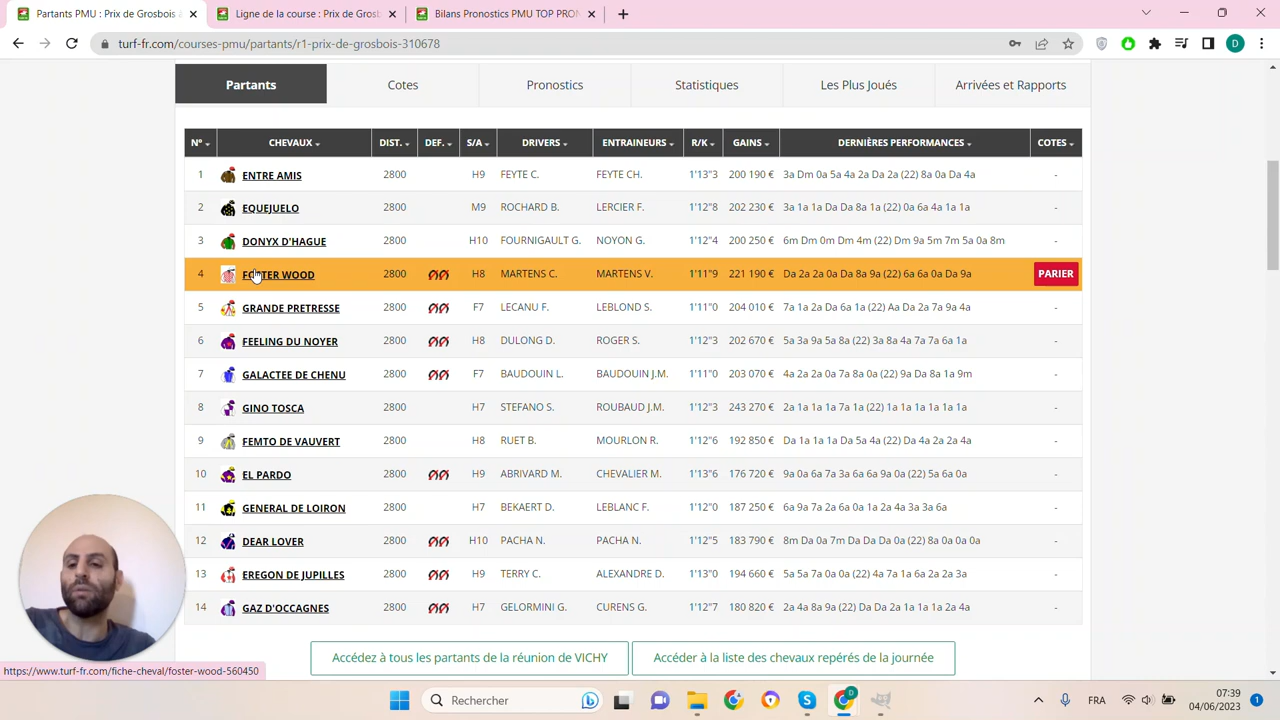 Partants PMU : Prix de Grosbois à
Ligne de la course : Prix de Grosb
Bilans Pronostics PMU TOP PRON
turf-fr.com/courses-pmu/partants/r1-prix-de-grosbois-310678
Partants Cotes Pronostics Statistiques Les Plus Joués Arrivées et Rapports
N° CHEVAUX DIST. DEF. S/A DRIVERS ENTRAINEURS R/K GAINS DERNIÈRES PERFORMANCES COTES
1 ENTRE AMIS 2800 H9 FEYTE C. FEYTE CH. 1'13"3 200 190 € 3a Dm 0a 5a 4a 2a Da 2a (22) 8a 0a Da 4a -
2 EQUEJUELO 2800 M9 ROCHARD B. LERCIER F. 1'12"8 202 230 € 3a 1a 1a Da Da 8a 1a (22) 0a 6a 4a 1a 1a -
3 DONYX D'HAGUE 2800 H10 FOURNIGAULT G. NOYON G. 1'12"4 200 250 € 6m Dm 0m Dm 4m (22) Dm 9a 5m 7m 5a 0a 8m -
4 FOSTER WOOD 2800 H8 MARTENS C. MARTENS V. 1'11"9 221 190 € Da 2a 2a 0a Da 8a 9a (22) 6a 6a 0a Da 9a PARIER
5 GRANDE PRETRESSE 2800 F7 LECANU F. LEBLOND S. 1'11"0 204 010 € 7a 1a 2a Da 6a 1a (22) Aa Da 2a 7a 9a 4a -
6 FEELING DU NOYER 2800 H8 DULONG D. ROGER S. 1'12"3 202 670 € 5a 3a 9a 5a 8a (22) 3a 8a 4a 7a 7a 6a 1a -
7 GALACTEE DE CHENU 2800 F7 BAUDOUIN L. BAUDOUIN J.M. 1'11"0 203 070 € 4a 2a 2a 0a 7a 8a 0a (22) 9a Da 8a 1a 9m -
8 GINO TOSCA 2800 H7 STEFANO S. ROUBAUD J.M. 1'12"3 243 270 € 2a 1a 1a 7a 1a (22) 1a 1a 1a 1a 1a 1a -
9 FEMTO DE VAUVERT 2800 H8 RUET B. MOURLON R. 1'12"6 192 850 € Da 1a 1a 1a Da 5a 4a (22) Da 4a 2a 2a 4a -
10 EL PARDO 2800 H9 ABRIVARD M. CHEVALIER M. 1'13"6 176 720 € 9a 0a 6a 7a 3a 6a 6a 9a 0a (22) 5a 6a 0a -
11 GENERAL DE LOIRON 2800 H7 BEKAERT D. LEBLANC F. 1'12"0 187 250 € 6a 9a 7a 2a 6a 0a 1a 2a 4a 3a 3a 6a -
12 DEAR LOVER 2800 H10 PACHA N. PACHA N. 1'12"5 183 790 € 8m Da 0a 7m Da Da Da 0a (22) 8a 0a 0a 0a -
13 EREGON DE JUPILLES 2800 H9 TERRY C. ALEXANDRE D. 1'13"0 194 660 € 5a 5a 7a 0a 0a (22) 4a 7a 1a 6a 2a 2a 3a -
14 GAZ D'OCCAGNES 2800 H7 GELORMINI G. CURENS G. 1'12"7 180 820 € 2a 4a 8a 9a (22) Da Da 2a 1a 1a 1a 2a 4a -
Accédez à tous les partants de la réunion de VICHY
Accéder à la liste des chevaux repérés de la journée
https://www.turf-fr.com/fiche-cheval/foster-wood-560450
Rechercher
FRA
07:39
04/06/2023